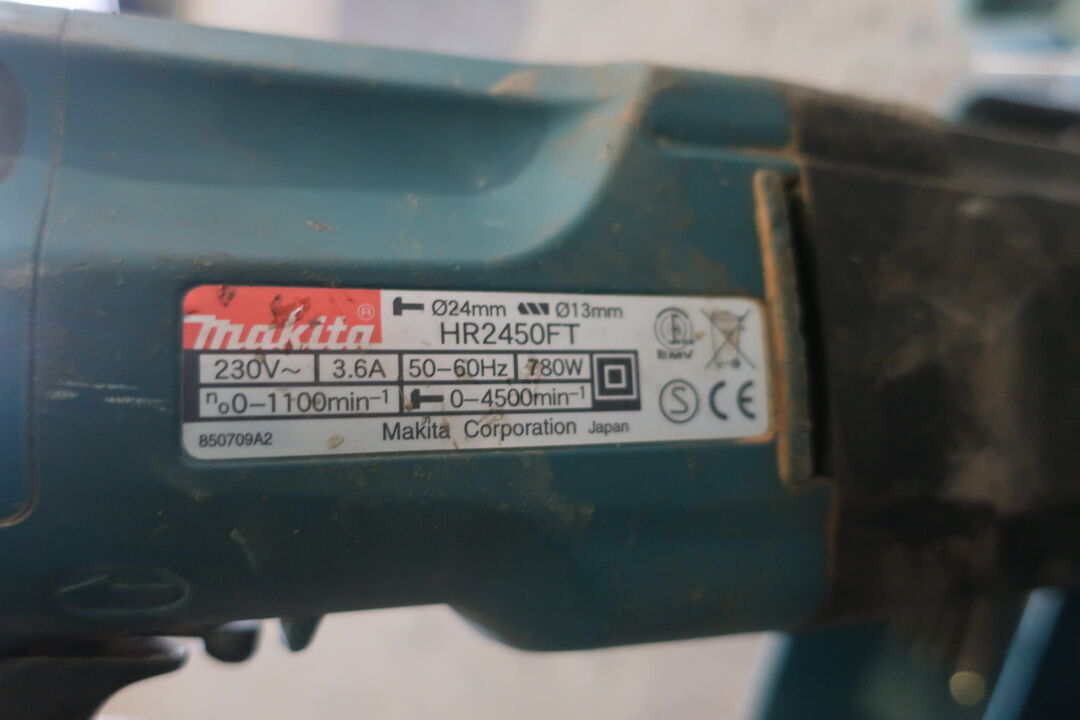 makita®
Ø24mm Ø13mm
HR2450FT
230V~ 3.6A 50-60Hz 780W
no0-1100min-1 0-4500min-1
850709A2
Makita Corporation Japan
EMV
S CE